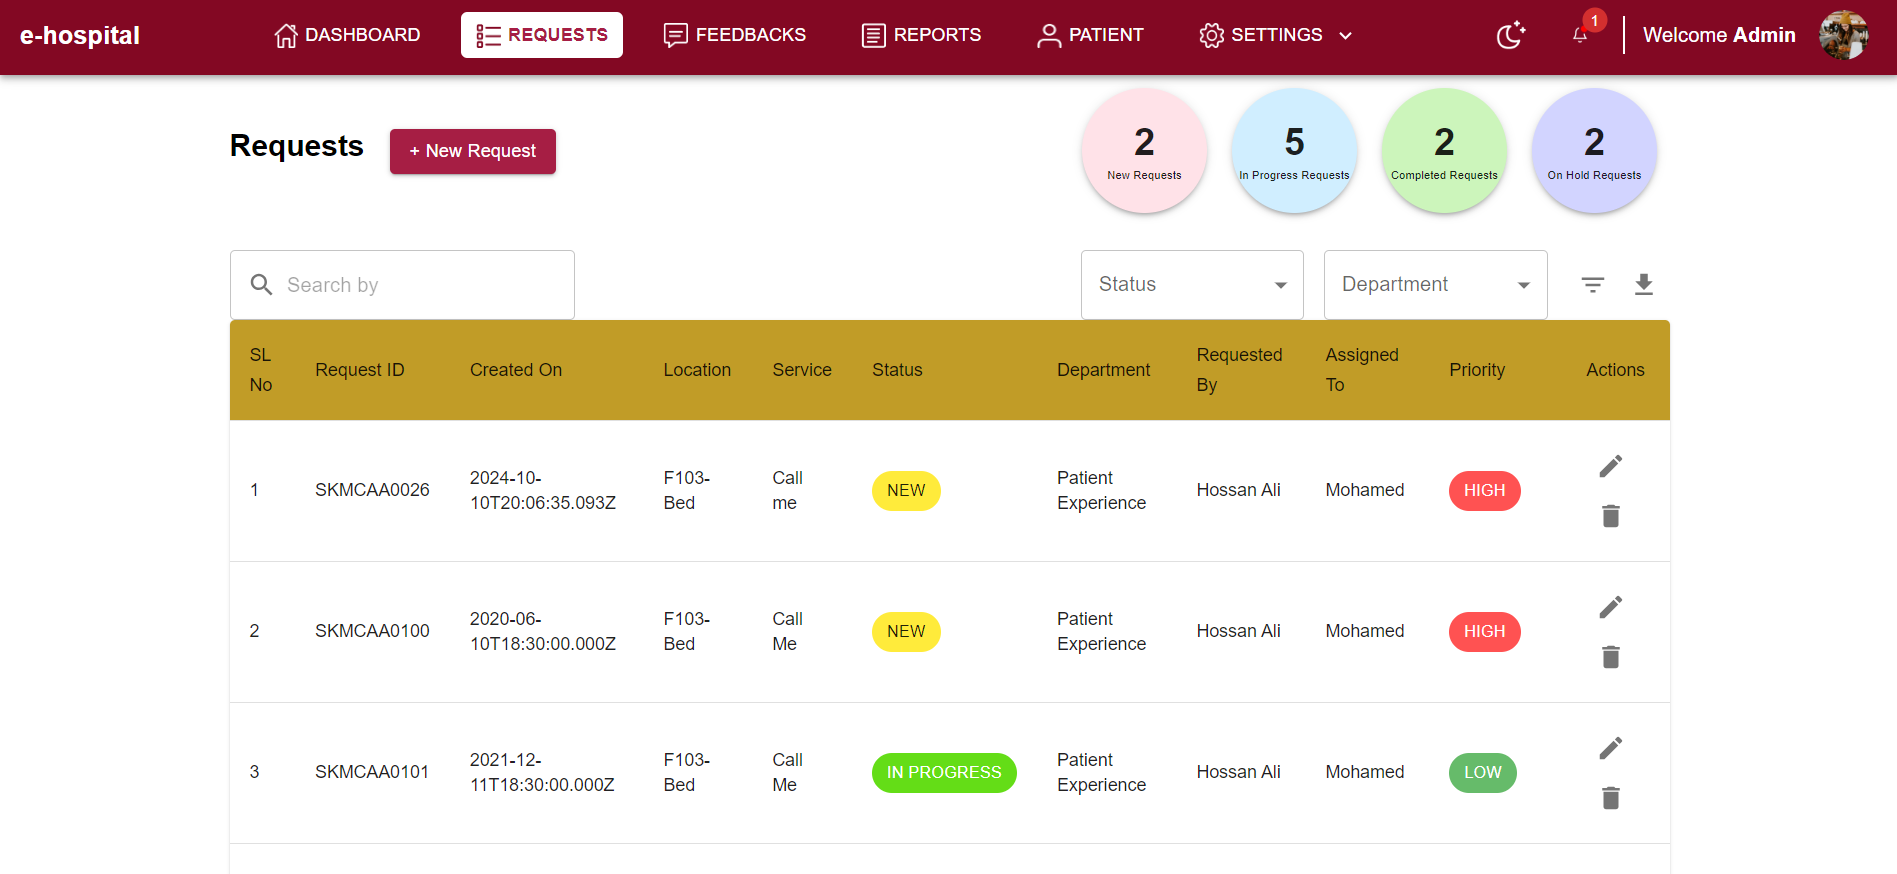 e-hospital
DASHBOARD
REQUESTS
FEEDBACKS
REPORTS
PATIENT
SETTINGS
1
Welcome Admin
Requests
+ New Request
2
New Requests
5
In Progress Requests
2
Completed Requests
2
On Hold Requests
Search by
Status
Department
SL
No
Request ID
Created On
Location
Service
Status
Department
Requested
By
Assigned
To
Priority
Actions
1
SKMCAA0026
2024-10-
10T20:06:35.093Z
F103-
Bed
Call
me
NEW
Patient
Experience
Hossan Ali
Mohamed
HIGH
2
SKMCAA0100
2020-06-
10T18:30:00.000Z
F103-
Bed
Call
Me
NEW
Patient
Experience
Hossan Ali
Mohamed
HIGH
3
SKMCAA0101
2021-12-
11T18:30:00.000Z
F103-
Bed
Call
Me
IN PROGRESS
Patient
Experience
Hossan Ali
Mohamed
LOW